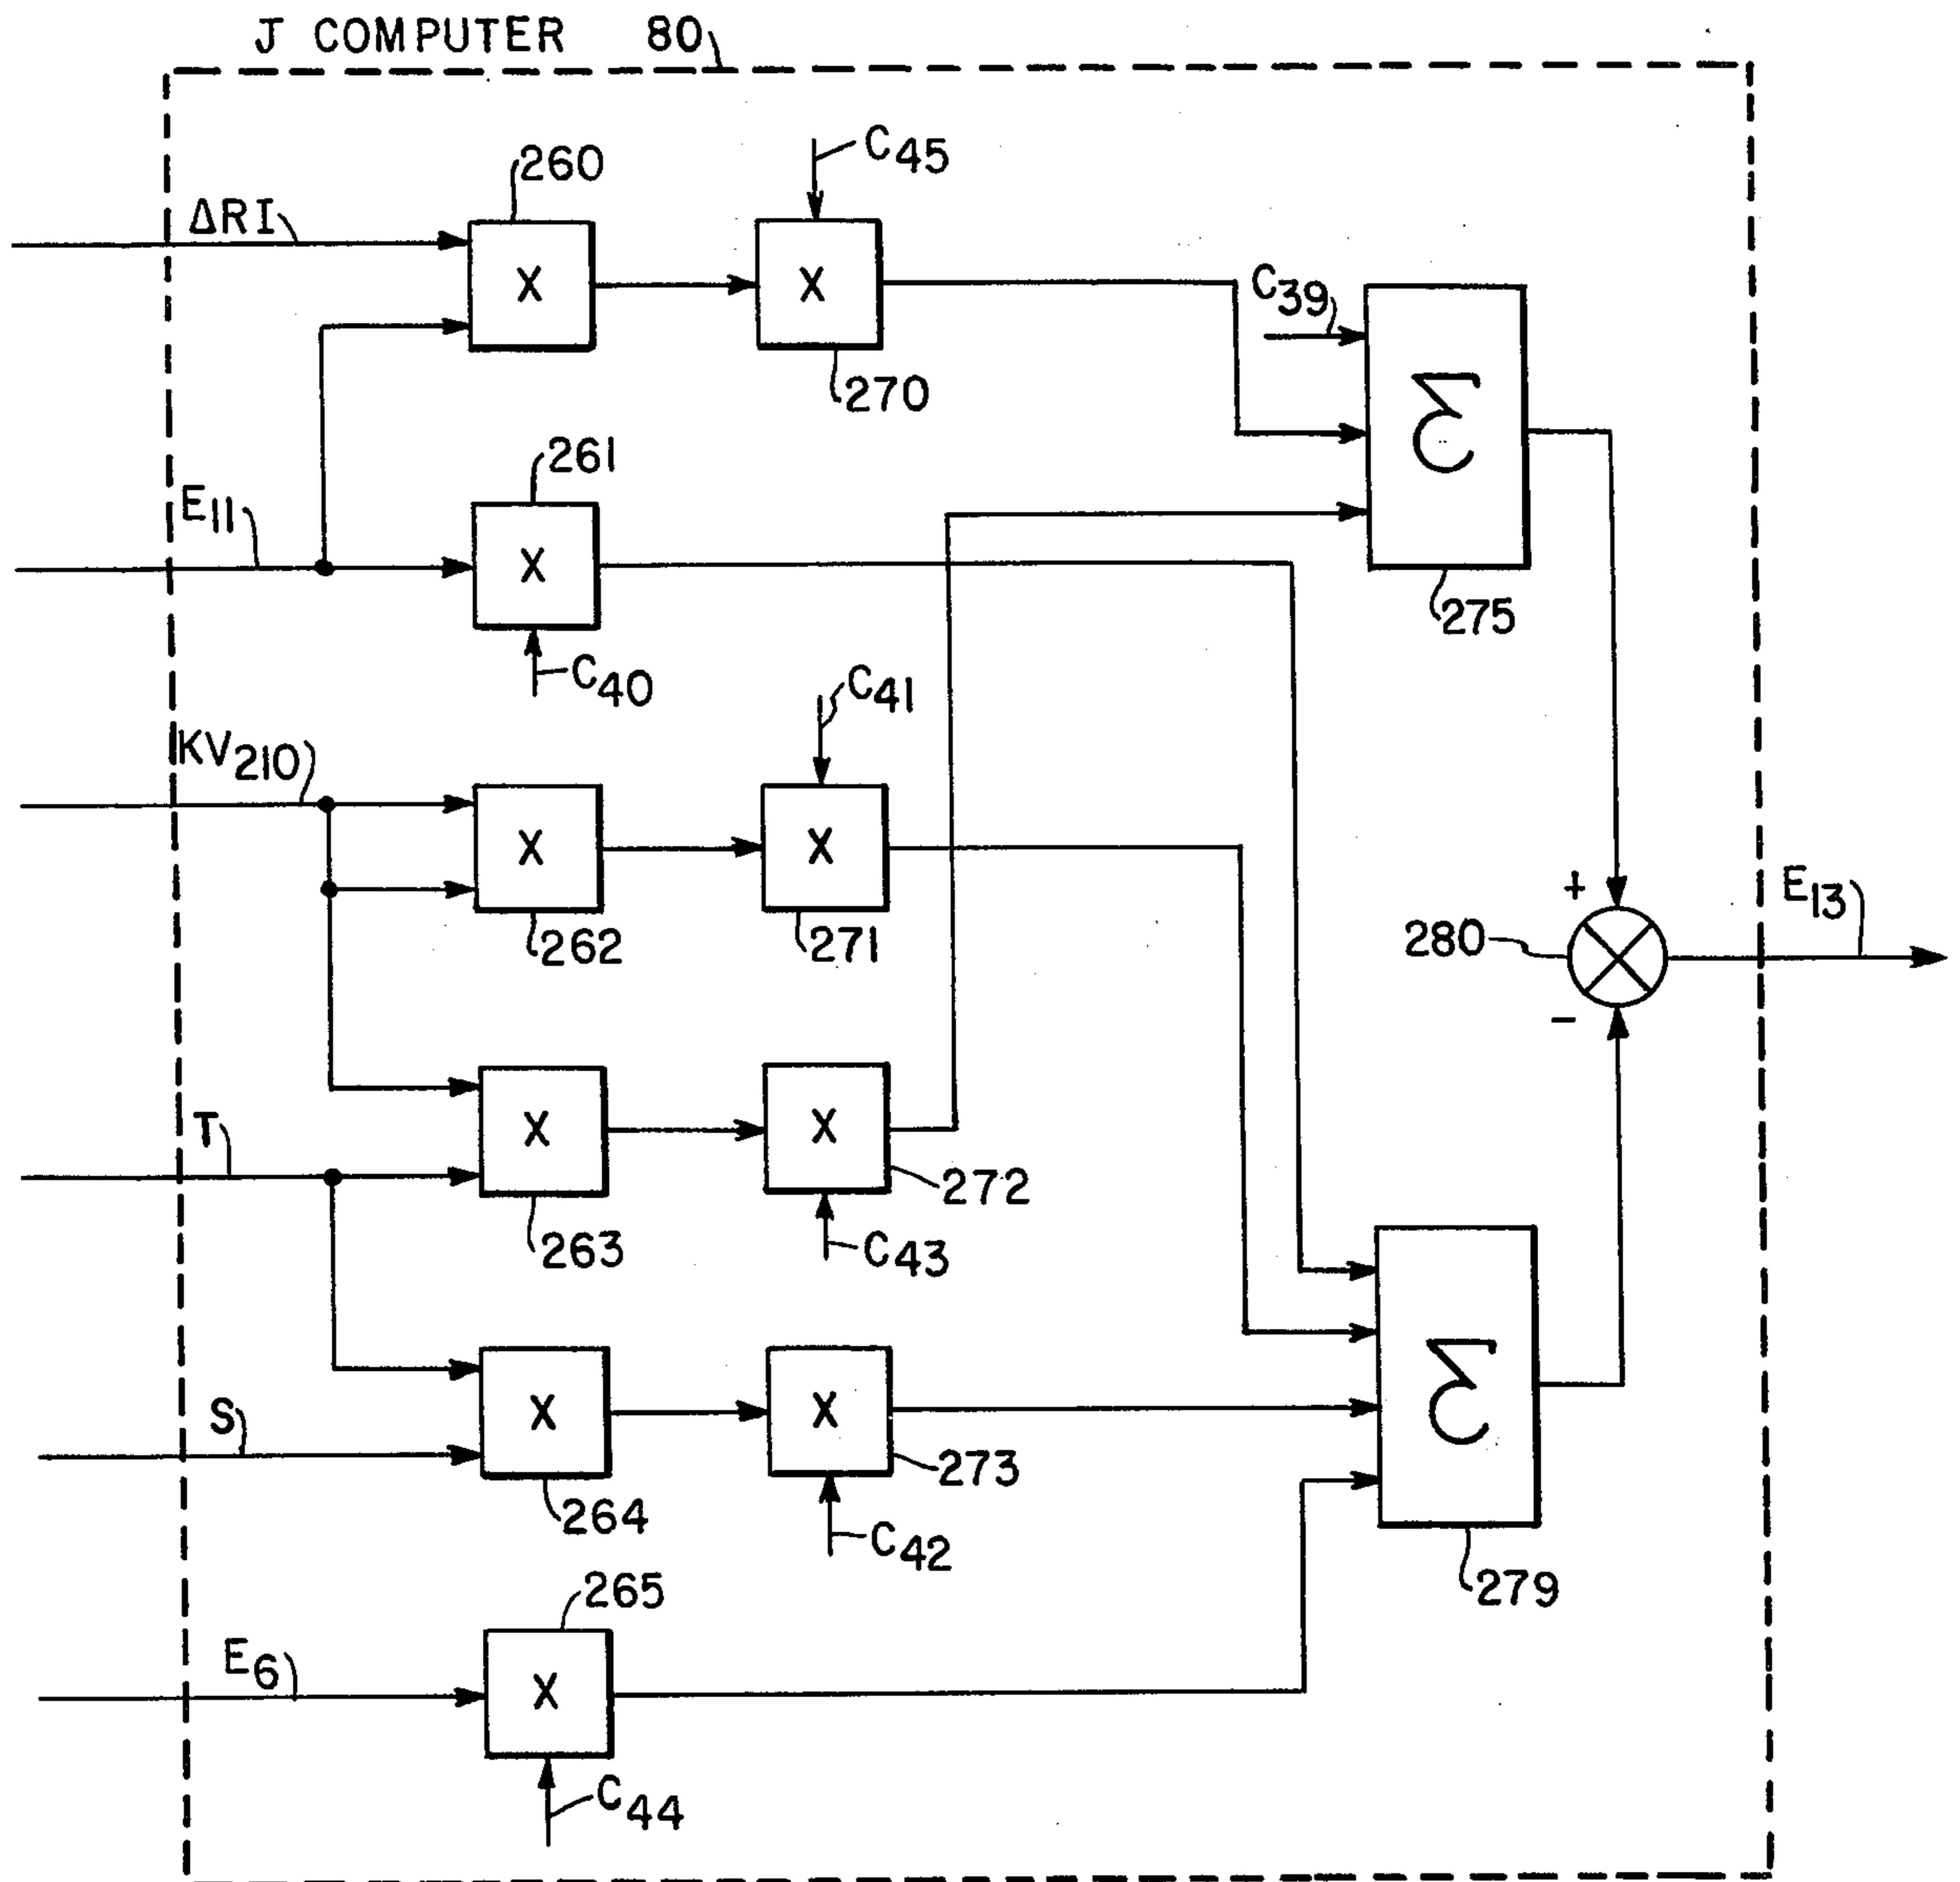 J COMPUTER 80
260
C45
ΔRI
X
X
C39
270
Σ
261
E11
X
275
C40
C41
KV210
X
X
E13
+
262
271
280
-
T
X
X
272
263
C43
S
X
X
Σ
273
264
C42
279
265
E6
X
C44